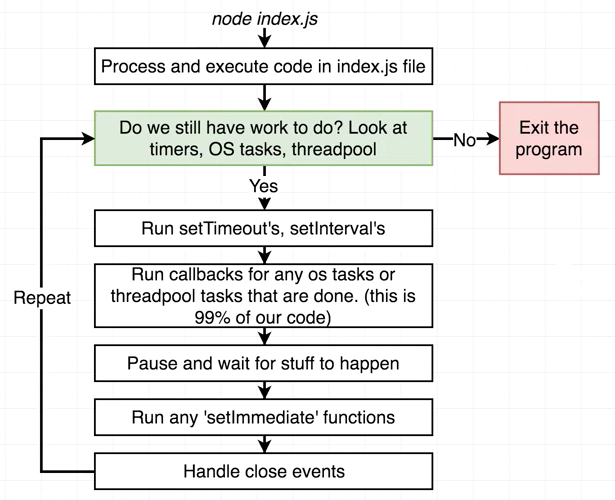 node index.js
Process and execute code in index.js file
Do we still have work to do? Look at
timers, OS tasks, threadpool
No
Exit the
program
Yes
Run setTimeout's, setInterval's
Run callbacks for any os tasks or
threadpool tasks that are done. (this is
99% of our code)
Repeat
Pause and wait for stuff to happen
Run any 'setImmediate' functions
Handle close events